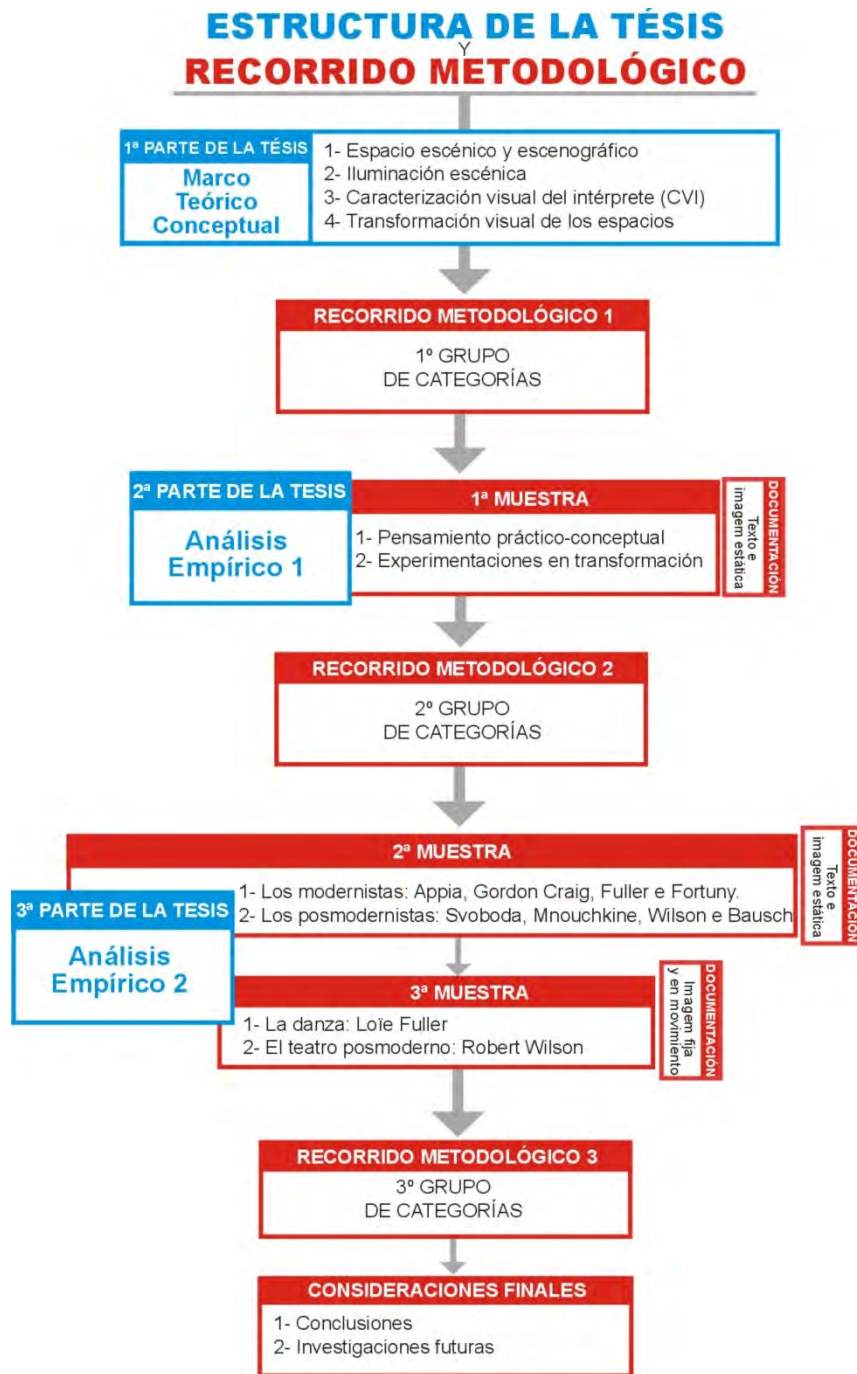 ESTRUCTURA DE LA TÉSIS
Y
RECORRIDO METODOLÓGICO
1ª PARTE DE LA TÉSIS
Marco
Teórico
Conceptual
1- Espacio escénico y escenográfico
2- Iluminación escénica
3- Caracterización visual del intérprete (CVI)
4- Transformación visual de los espacios
RECORRIDO METODOLÓGICO 1
1º GRUPO
DE CATEGORÍAS
2ª PARTE DE LA TESIS
Análisis
Empírico 1
1ª MUESTRA
1- Pensamiento práctico-conceptual
2- Experimentaciones en transformación
DOCUMENTACIÓN
Texto e
imagem estática
RECORRIDO METODOLÓGICO 2
2º GRUPO
DE CATEGORÍAS
2ª MUESTRA
1- Los modernistas: Appia, Gordon Craig, Fuller e Fortuny.
2- Los posmodernistas: Svoboda, Mnouchkine, Wilson e Bausch
DOCUMENTACIÓN
Texto e
imagem estática
3ª PARTE DE LA TESIS
Análisis
Empírico 2
3ª MUESTRA
1- La danza: Loïe Fuller
2- El teatro posmoderno: Robert Wilson
DOCUMENTACIÓN
Imagem fija
y en movimiento
RECORRIDO METODOLÓGICO 3
3º GRUPO
DE CATEGORÍAS
CONSIDERACIONES FINALES
1- Conclusiones
2- Investigaciones futuras